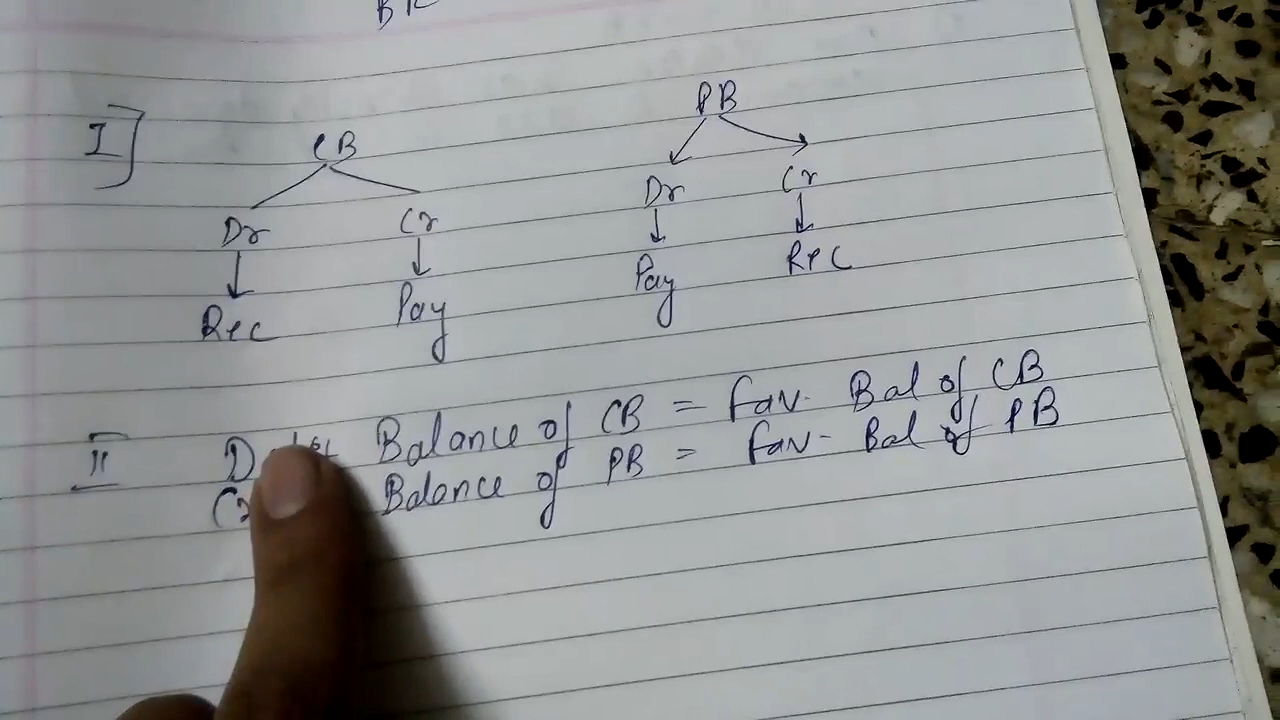 BR
I] CB PB
Dr Cr Dr Cr
Rec Pay Pay Rec
II Balance of CB = Fav. Bal of CB
Balance of PB = Fav- Bal of PB